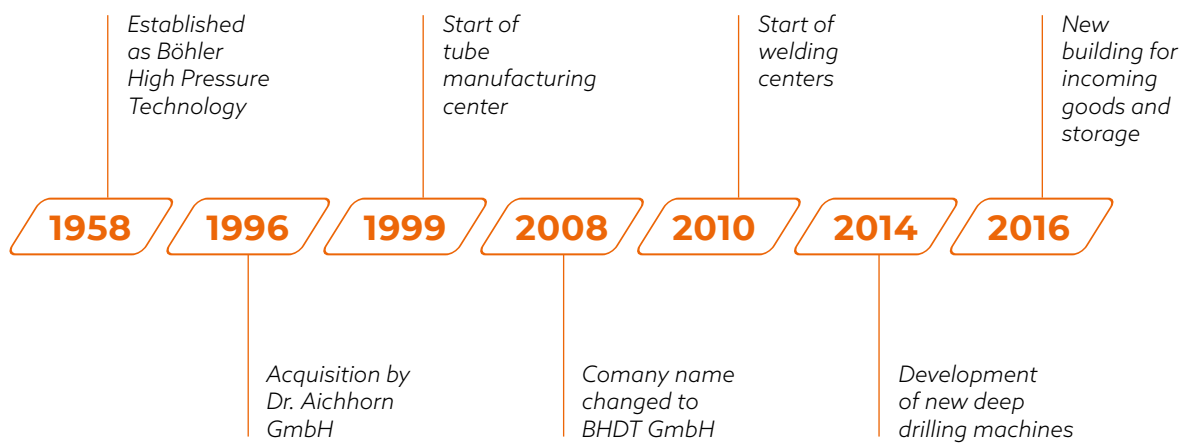 Established
as Böhler
High Pressure
Technology
Start of
tube
manufacturing
center
Start of
welding
centers
New
building for
incoming
goods and
storage
1958
1996
1999
2008
2010
2014
2016
Acquisition by
Dr. Aichhorn
GmbH
Comany name
changed to
BHDT GmbH
Development
of new deep
drilling machines